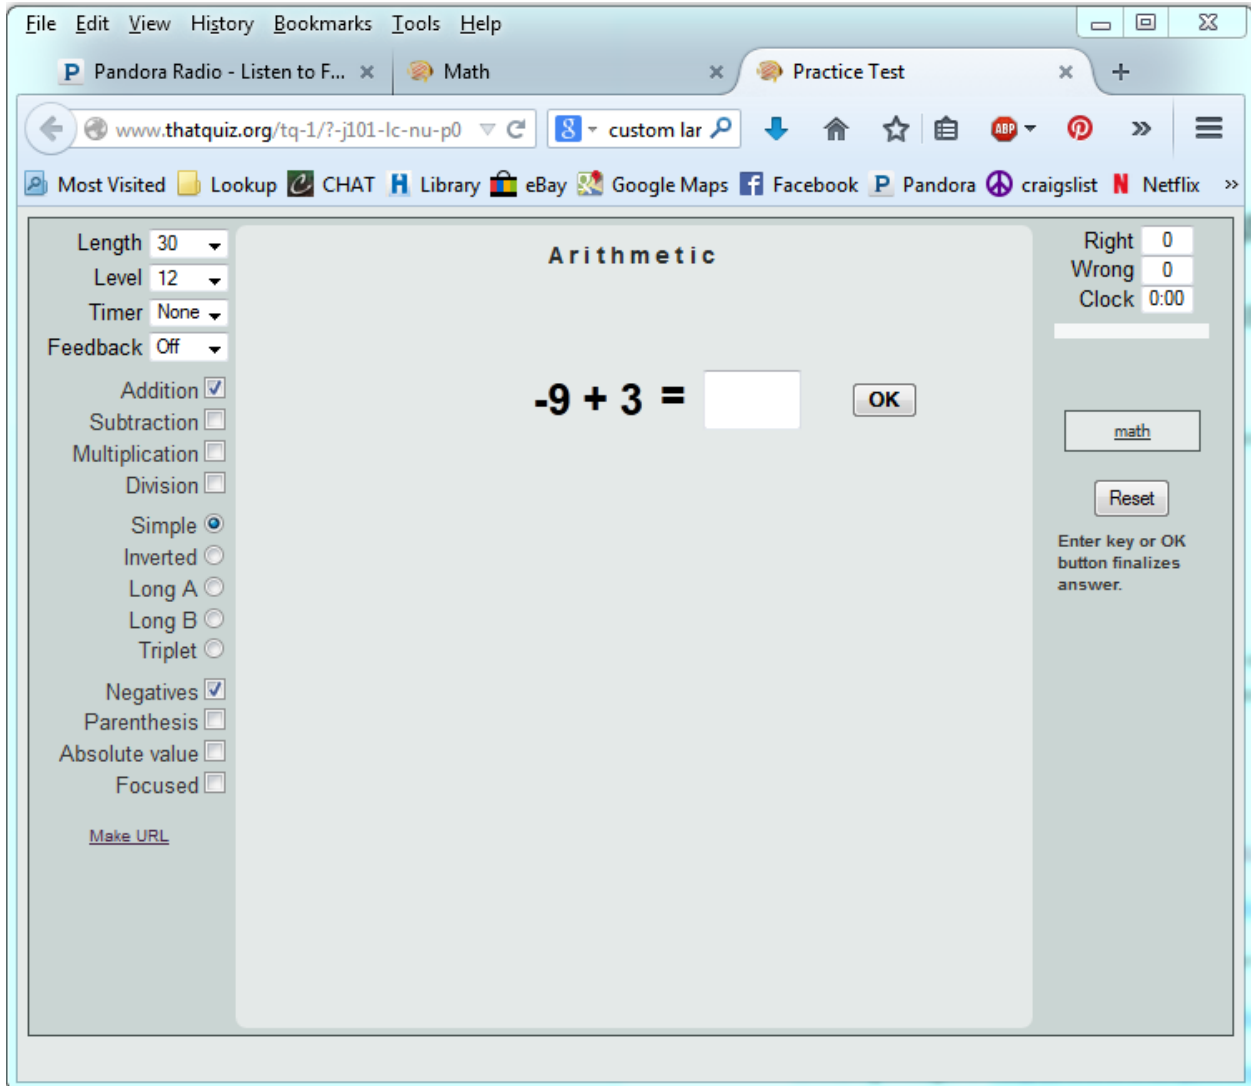 File Edit View History Bookmarks Tools Help
Pandora Radio - Listen to F... × Math × Practice Test × +
www.thatquiz.org/tq-1/?-j101-lc-nu-p0 8 custom lar ABP »
Most Visited Lookup CHAT H Library eBay Google Maps Facebook P Pandora craigslist N Netflix »
Length 30
Level 12
Timer None
Feedback Off
Addition
Subtraction
Multiplication
Division
Simple
Inverted
Long A
Long B
Triplet
Negatives
Parenthesis
Absolute value
Focused
Make URL
Arithmetic
-9 + 3 =
OK
Right 0
Wrong 0
Clock 0:00
math
Reset
Enter key or OK
button finalizes
answer.